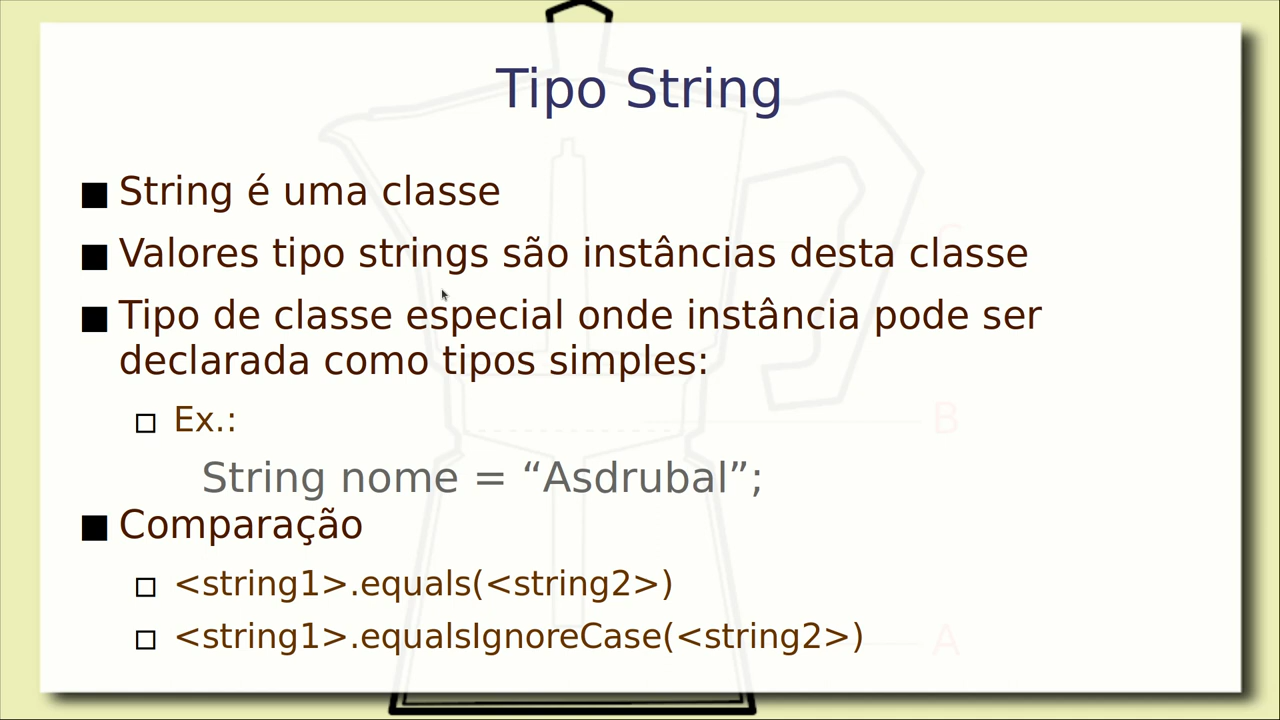 Tipo String
■ String é uma classe
■ Valores tipo strings são instâncias desta classe
■ Tipo de classe especial onde instância pode ser
declarada como tipos simples:
□ Ex.:
String nome = “Asdrubal”;
■ Comparação
□ <string1>.equals(<string2>)
□ <string1>.equalsIgnoreCase(<string2>)
C
B
A